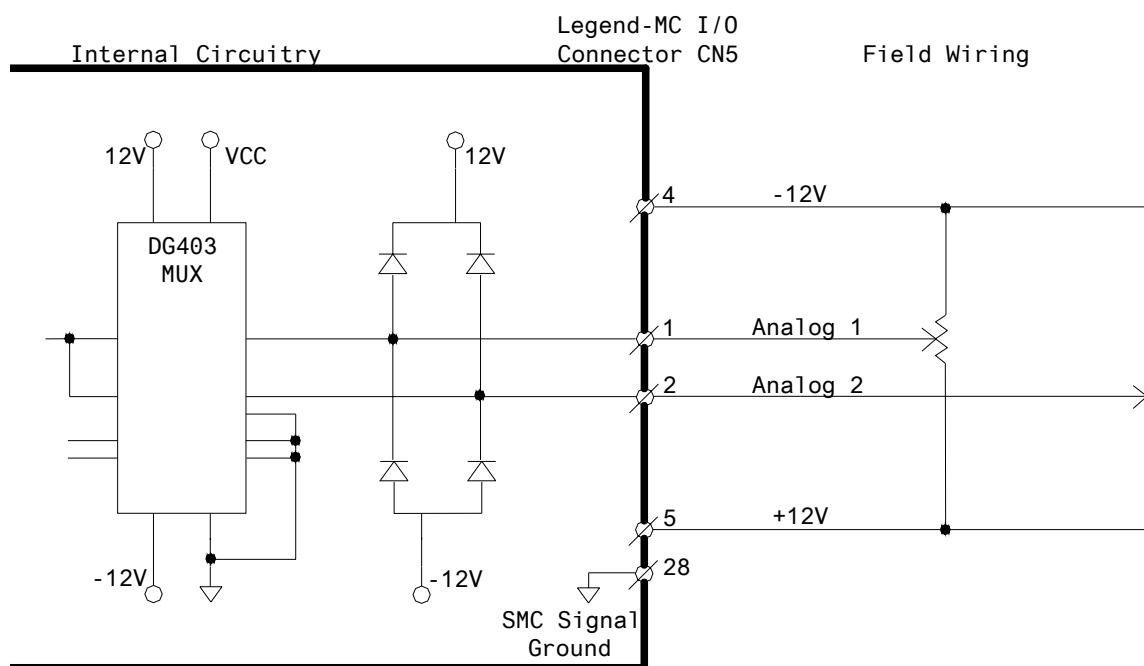 Legend-MC I/O
Internal Circuitry Connector CN5 Field Wiring
12V VCC 12V
4 -12V
DG403
MUX
1 Analog 1
2 Analog 2
5 +12V
-12V -12V 28
SMC Signal
Ground